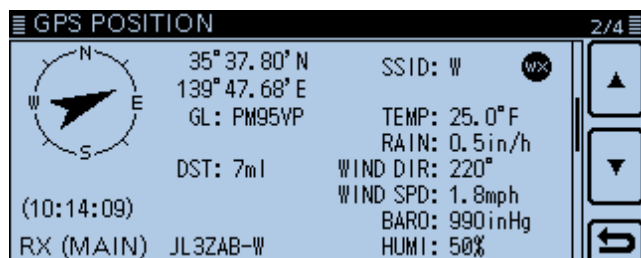 GPS POSITION 2/4
N
W E
S
(10:14:09)
35°37.80'N
139°47.68'E
GL: PM95VP
DST: 7ml
SSID: W WX
TEMP: 25.0°F
RAIN: 0.5in/h
WIND DIR: 220°
WIND SPD: 1.8mph
BARO: 990inHg
HUMI: 50%
RX (MAIN) JL3ZAB-W